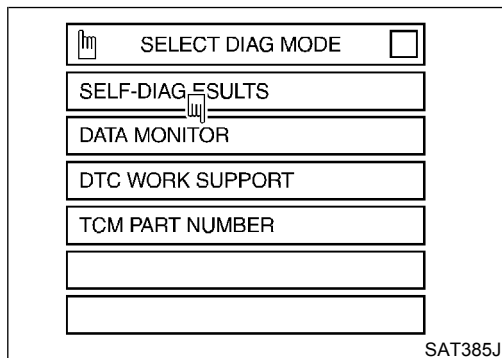 SELECT DIAG MODE
SELF-DIAG ESULTS
DATA MONITOR
DTC WORK SUPPORT
TCM PART NUMBER
SAT385J